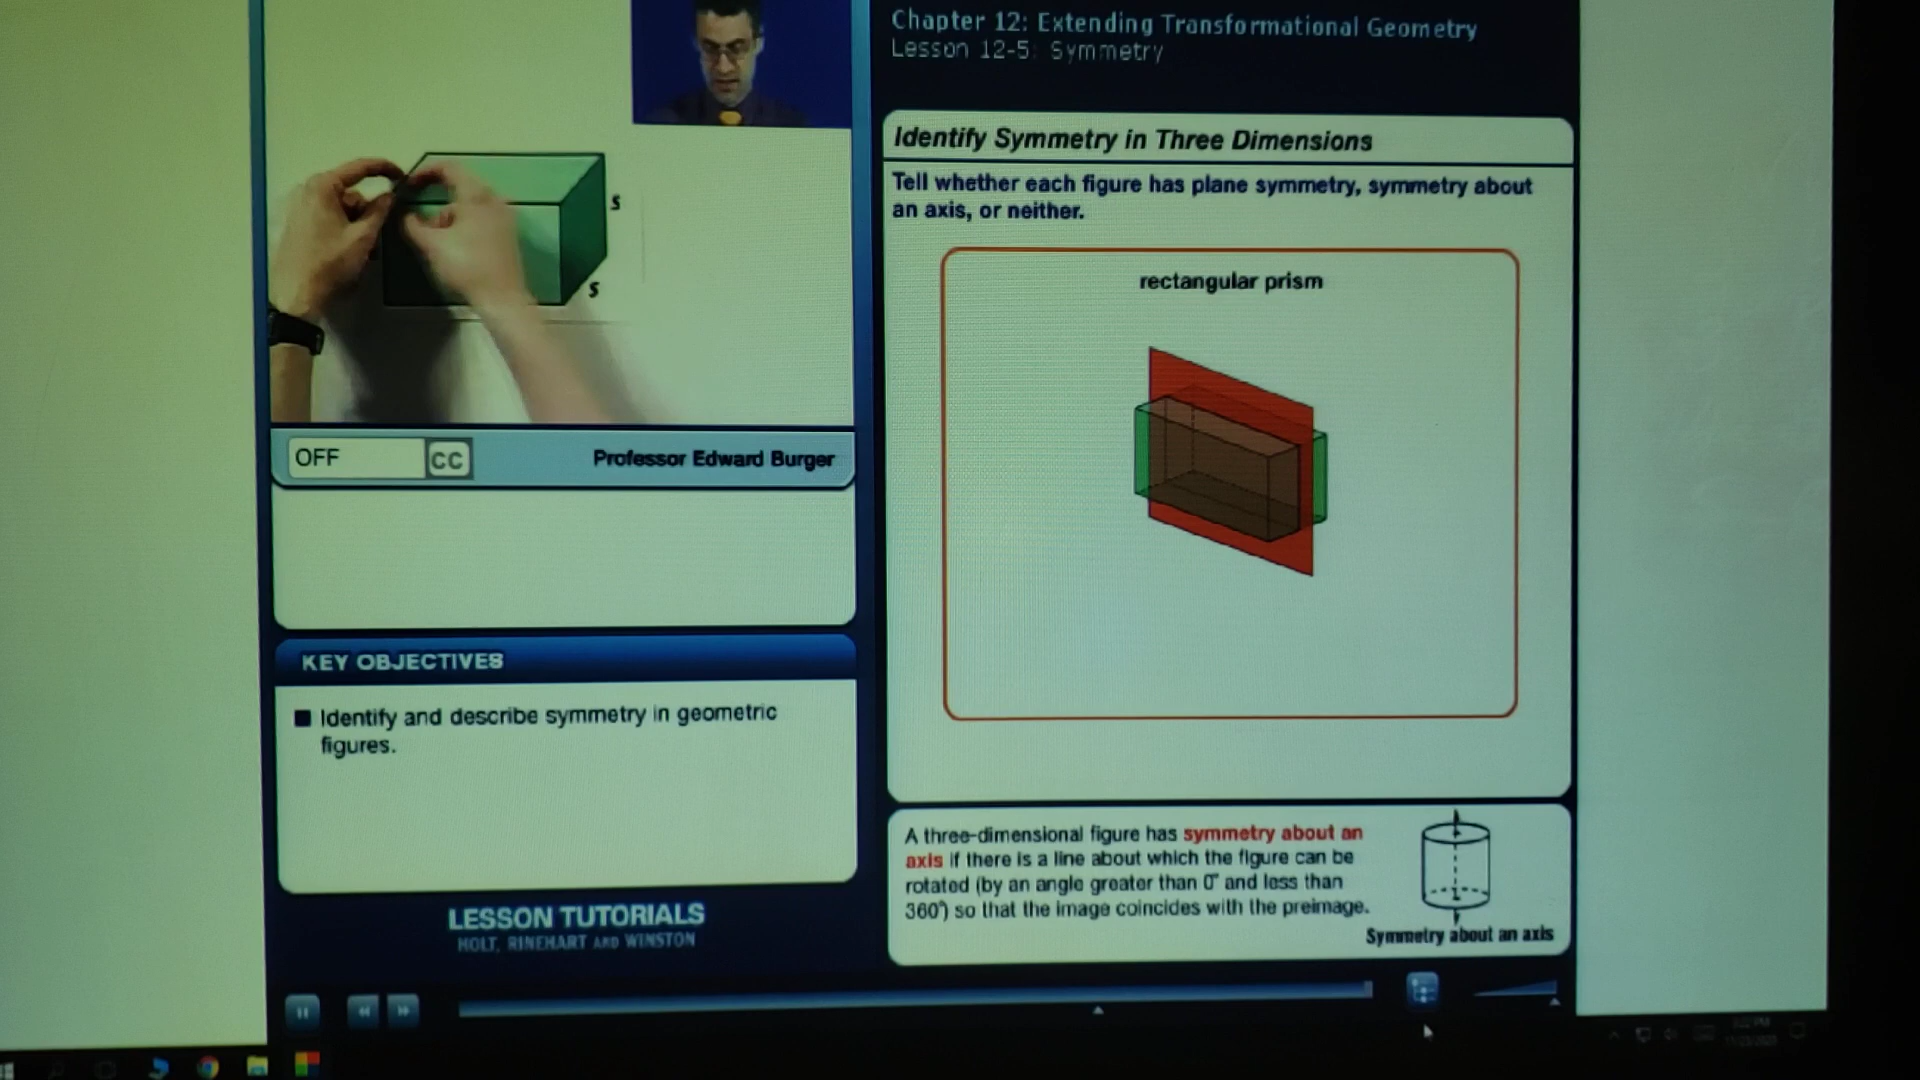 Chapter 12: Extending Transformational Geometry
Lesson 12-5: Symmetry
s
s
OFF
CC
Professor Edward Burger
KEY OBJECTIVES
Identify and describe symmetry in geometric
figures.
LESSON TUTORIALS
HOLT, RINEHART AND WINSTON
Identify Symmetry in Three Dimensions
Tell whether each figure has plane symmetry, symmetry about
an axis, or neither.
rectangular prism
A three-dimensional figure has symmetry about an
axis if there is a line about which the figure can be
rotated (by an angle greater than 0° and less than
360°) so that the image coincides with the preimage.
Symmetry about an axis